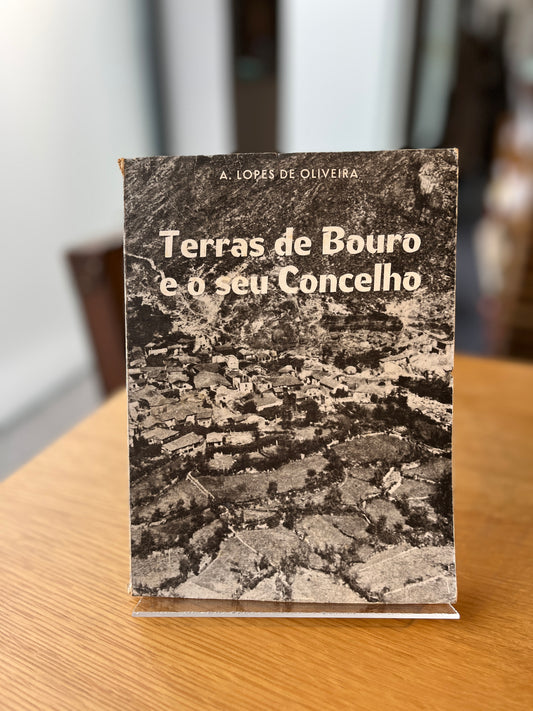 A. LOPES DE OLIVEIRA
Terras de Bouro
e o seu Concelho